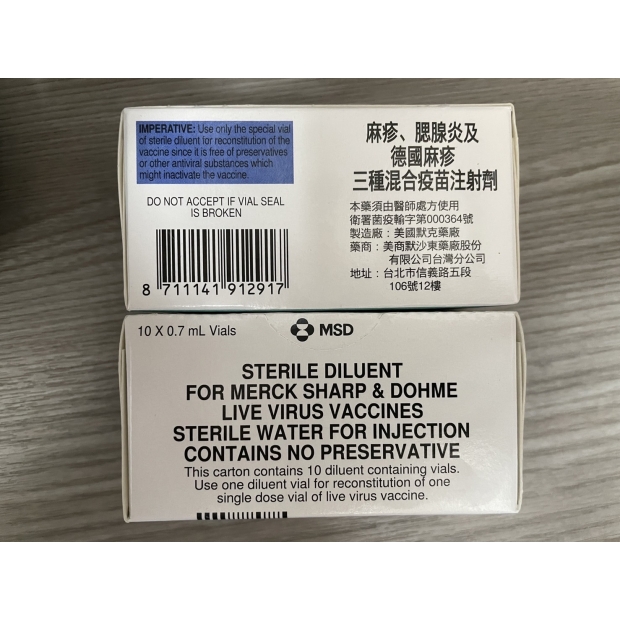 IMPERATIVE: Use only the special vial
of sterile diluent for reconstitution of the
vaccine since it is free of preservatives
or other antiviral substances which
might inactivate the vaccine.
DO NOT ACCEPT IF VIAL SEAL
IS BROKEN
8 711141 912917
麻疹、腮腺炎及
德國麻疹
三種混合疫苗注射劑
本藥須由醫師處方使用
衛署菌疫輸字第000364號
製造廠：美國默克藥廠
藥商：美商默沙東藥廠股份
有限公司台灣分公司
地址：台北市信義路五段
106號12樓
10 X 0.7 mL Vials
MSD
STERILE DILUENT
FOR MERCK SHARP & DOHME
LIVE VIRUS VACCINES
STERILE WATER FOR INJECTION
CONTAINS NO PRESERVATIVE
This carton contains 10 diluent containing vials.
Use one diluent vial for reconstitution of one
single dose vial of live virus vaccine.